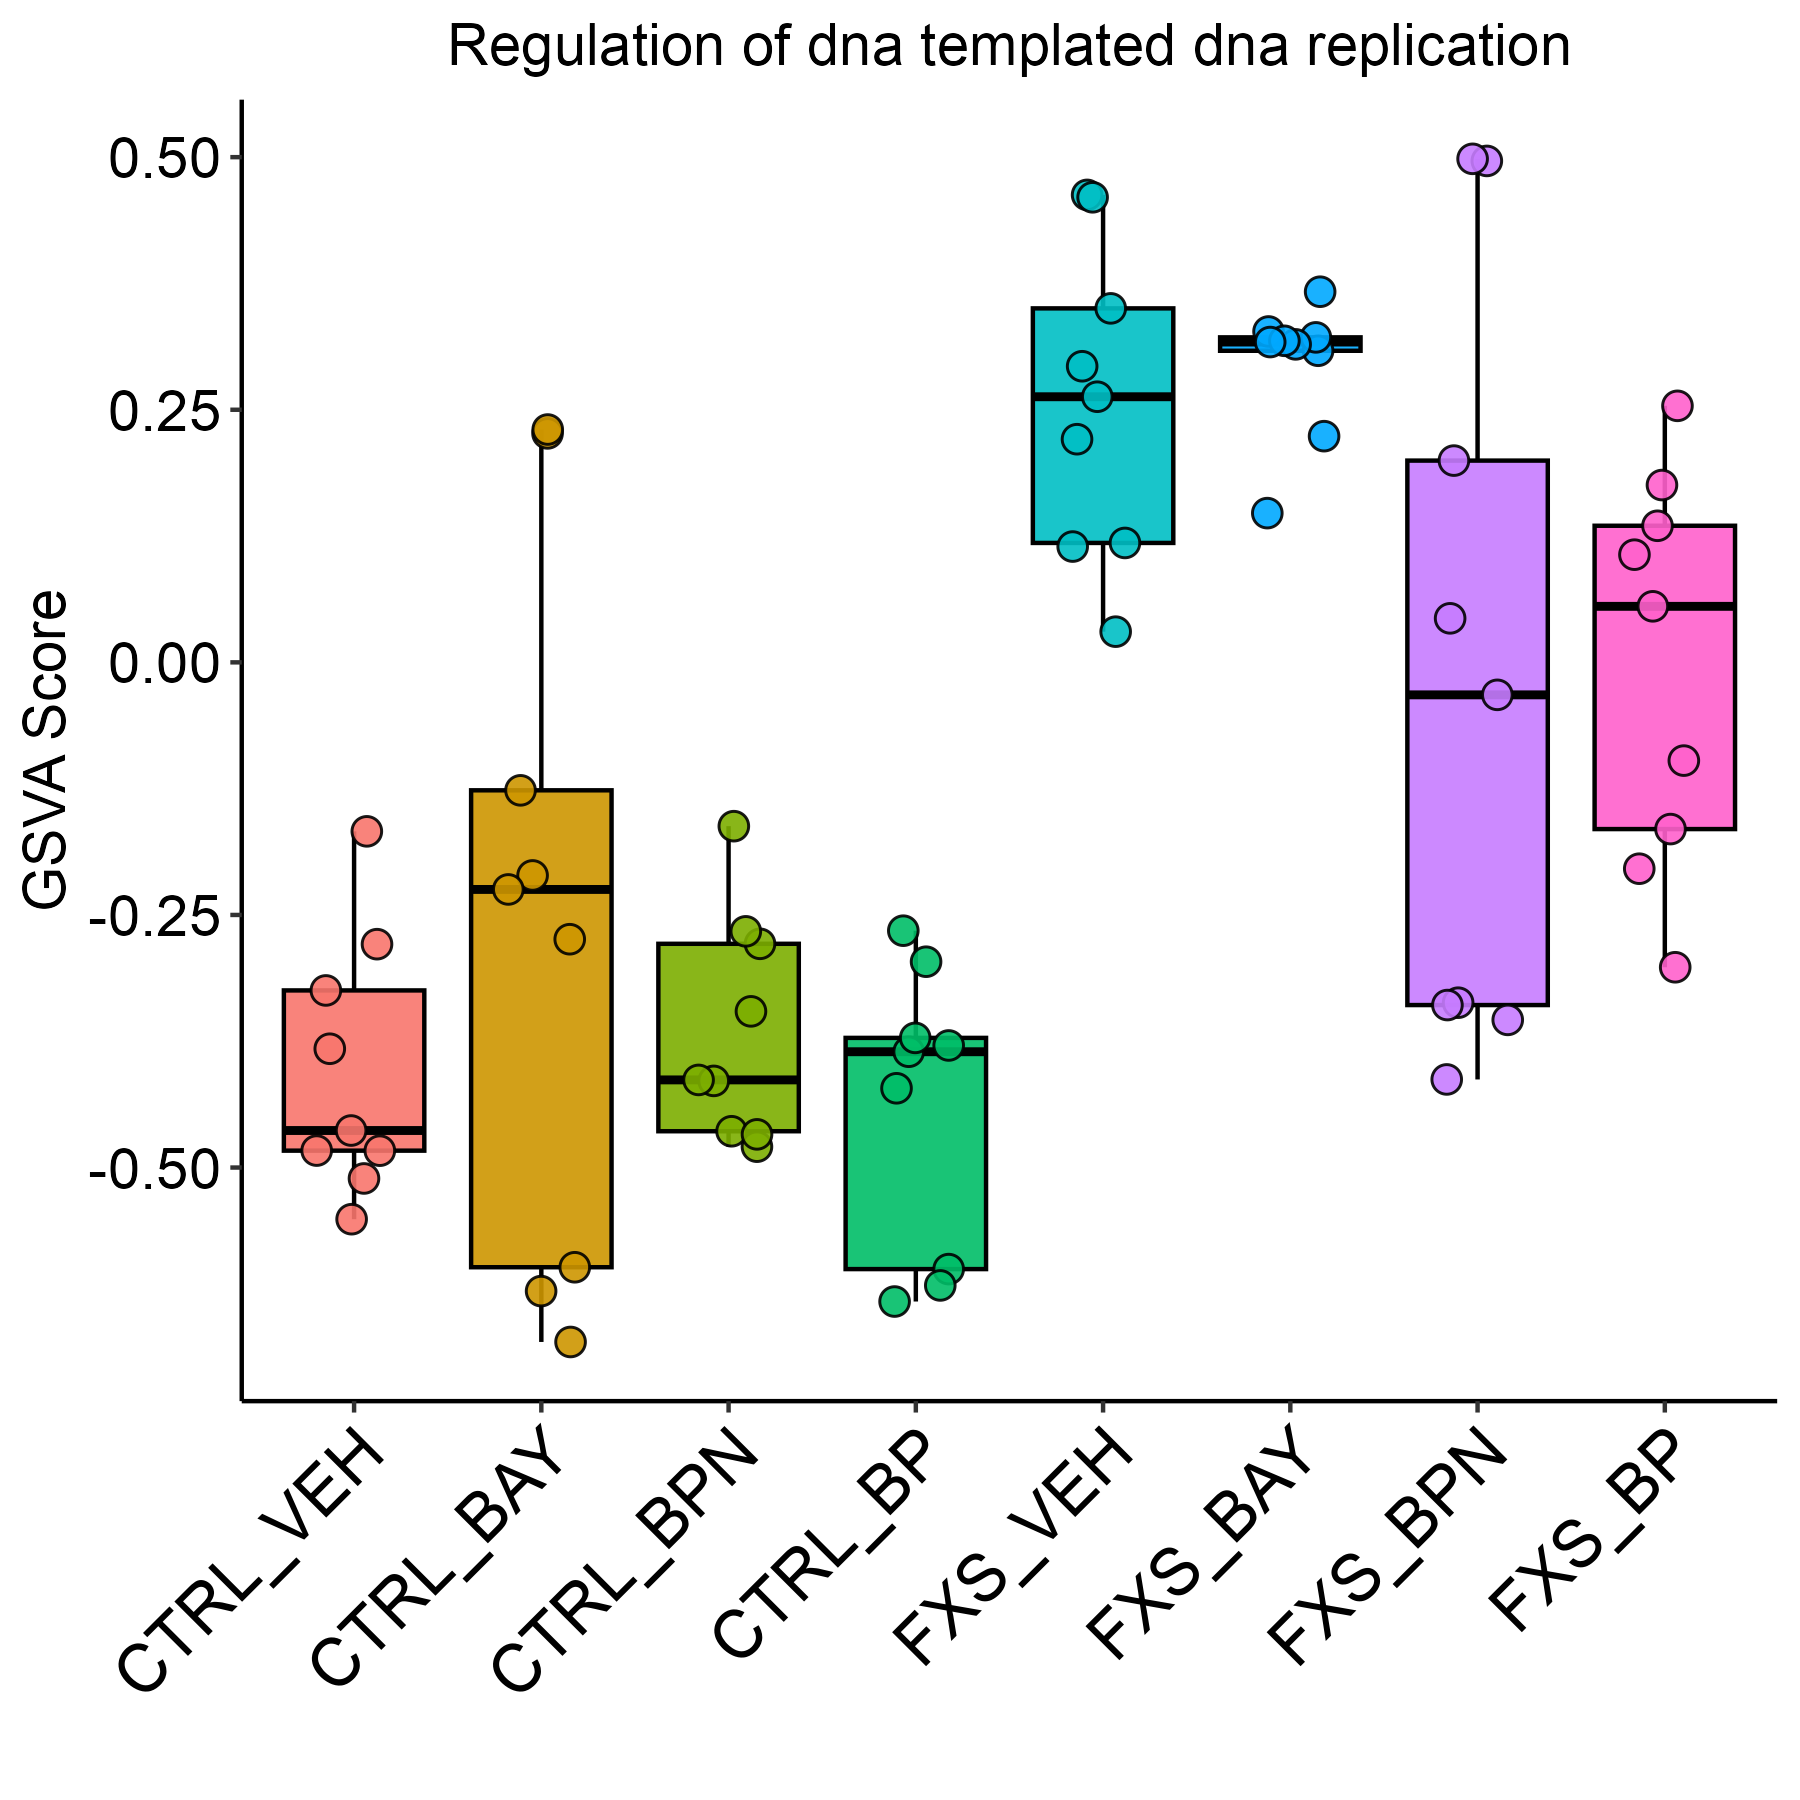 Regulation of dna templated dna replication
GSVA Score
0.50
0.25
0.00
-0.25
-0.50
CTRL_VEH
CTRL_BAY
CTRL_BPN
CTRL_BP
FXS_VEH
FXS_BAY
FXS_BPN
FXS_BP